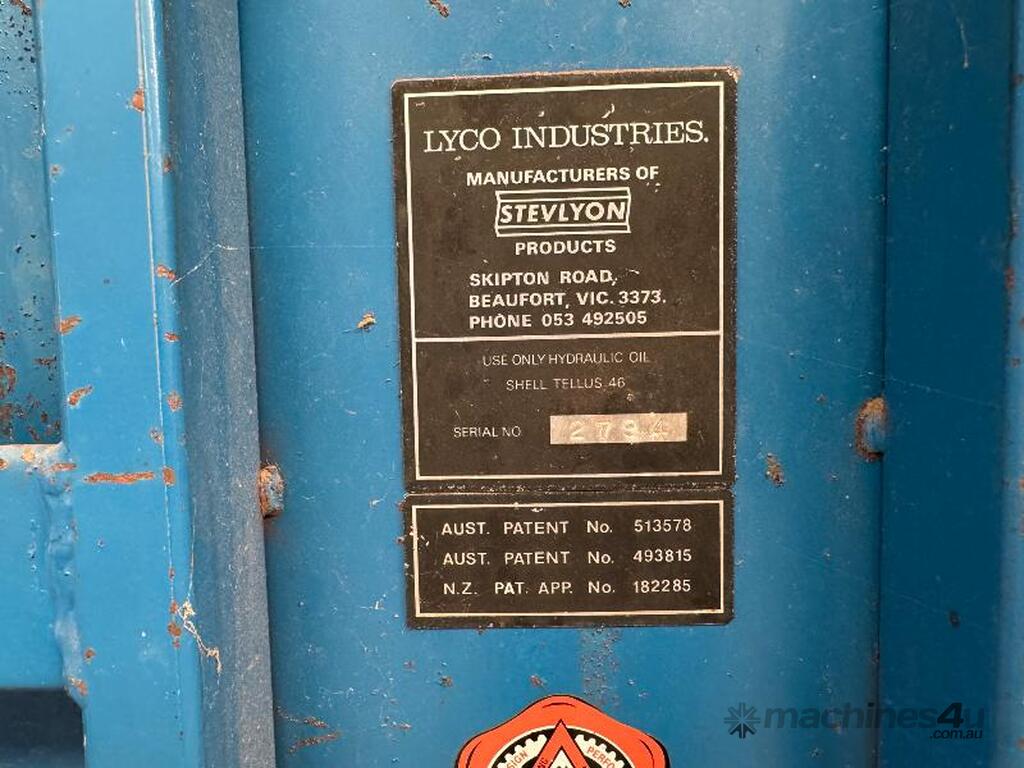 LYCO INDUSTRIES.
MANUFACTURERS OF
STEVLYON
PRODUCTS
SKIPTON ROAD,
BEAUFORT, VIC. 3373.
PHONE 053 492505
USE ONLY HYDRAULIC OIL
SHELL TELLUS 46
SERIAL NO. 2794
AUST. PATENT No. 513578
AUST. PATENT No. 493815
N.Z. PAT. APP. No. 182285
machines4u
.com.au